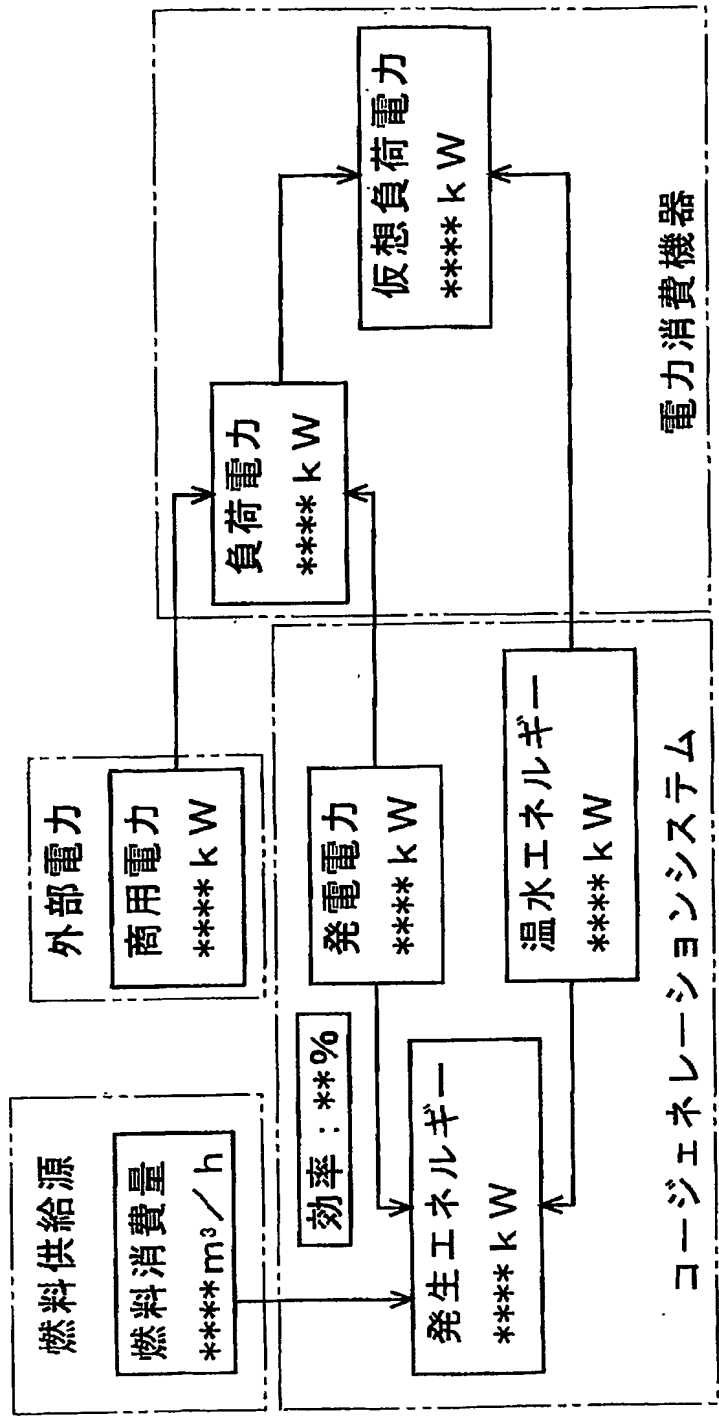 燃料供給源
燃料消費量
****m³／h
外部電力
商用電力
****kW
負荷電力
****kW
仮想負荷電力
****kW
電力消費機器
効率：**%
発電電力
****kW
発生エネルギー
****kW
温水エネルギー
****kW
コージェネレーションシステム